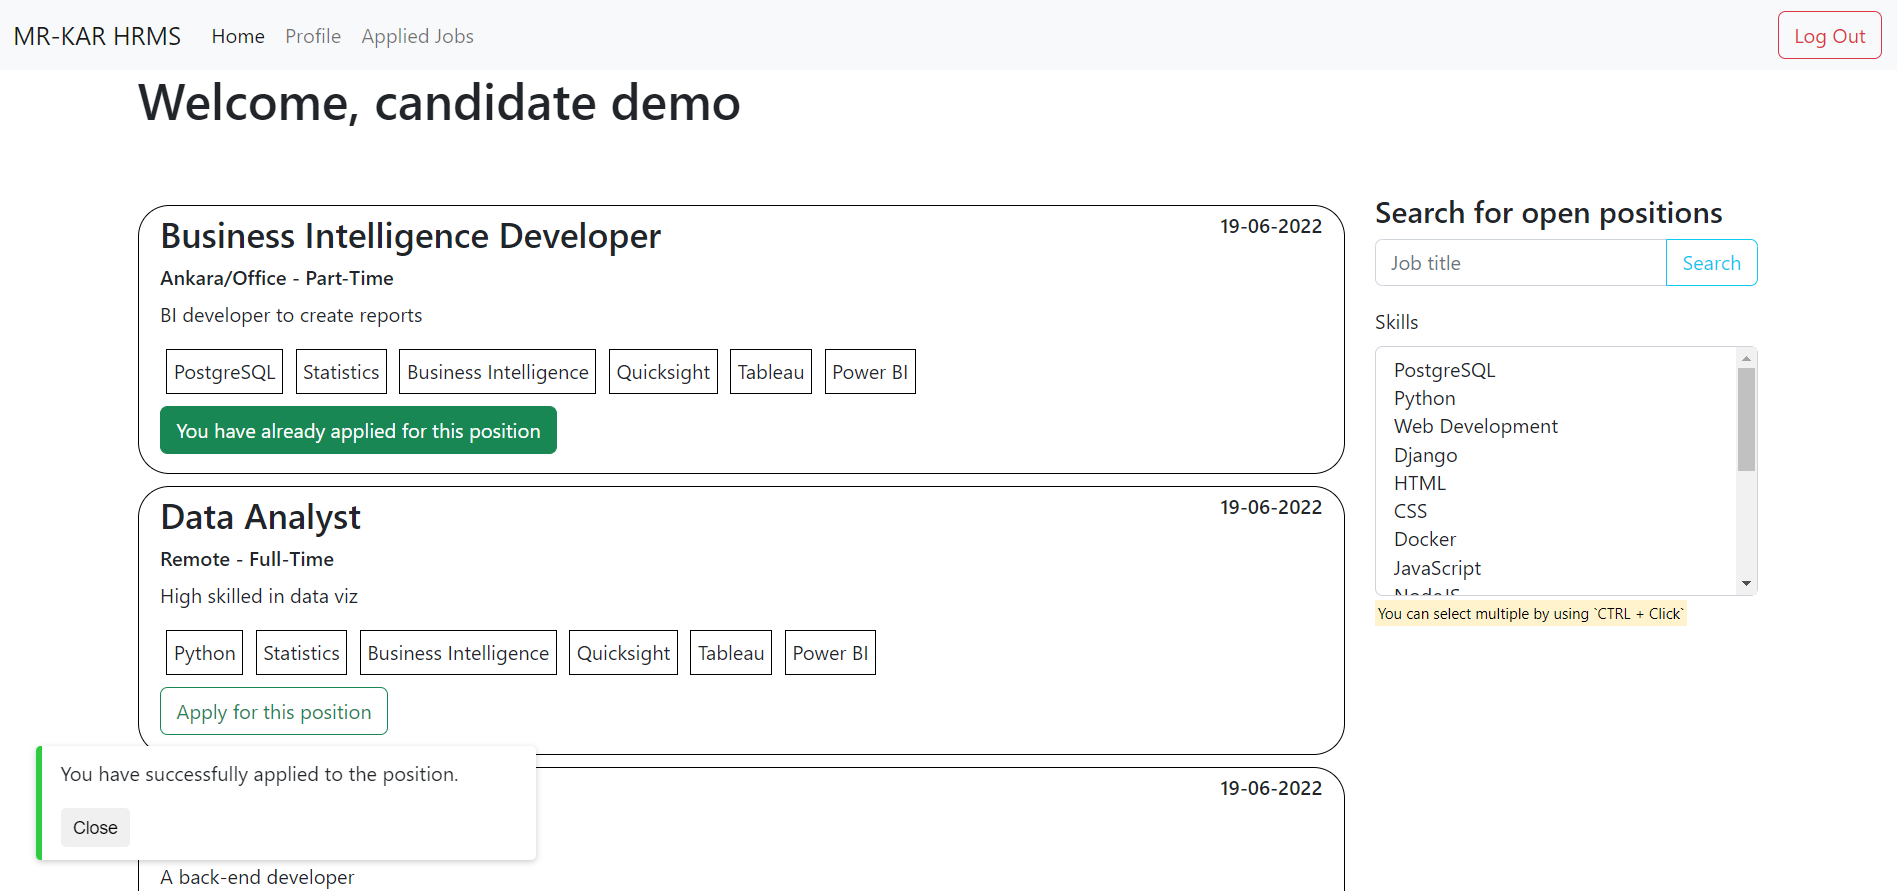 MR-KAR HRMS Home Profile Applied Jobs Log Out
Welcome, candidate demo
Business Intelligence Developer 19-06-2022
Ankara/Office - Part-Time
BI developer to create reports
PostgreSQL Statistics Business Intelligence Quicksight Tableau Power BI
You have already applied for this position
Data Analyst 19-06-2022
Remote - Full-Time
High skilled in data viz
Python Statistics Business Intelligence Quicksight Tableau Power BI
Apply for this position
19-06-2022
A back-end developer
You have successfully applied to the position.
Close
Search for open positions
Job title Search
Skills
PostgreSQL
Python
Web Development
Django
HTML
CSS
Docker
JavaScript
NodeJS
You can select multiple by using `CTRL + Click`